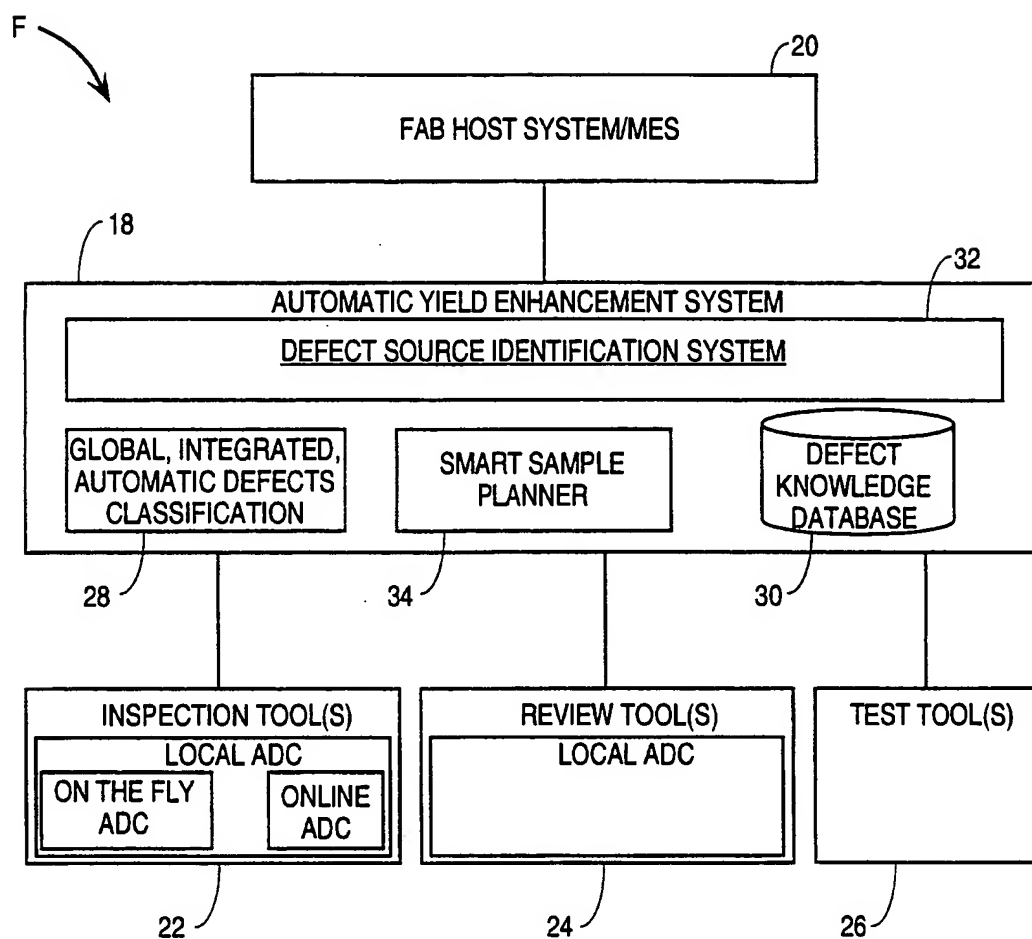 F
20
FAB HOST SYSTEM/MES
18
32
AUTOMATIC YIELD ENHANCEMENT SYSTEM
DEFECT SOURCE IDENTIFICATION SYSTEM
GLOBAL, INTEGRATED,
AUTOMATIC DEFECTS
CLASSIFICATION
SMART SAMPLE
PLANNER
DEFECT
KNOWLEDGE
DATABASE
28
34
30
INSPECTION TOOL(S)
LOCAL ADC
ON THE FLY
ADC
ONLINE
ADC
REVIEW TOOL(S)
LOCAL ADC
TEST TOOL(S)
22
24
26